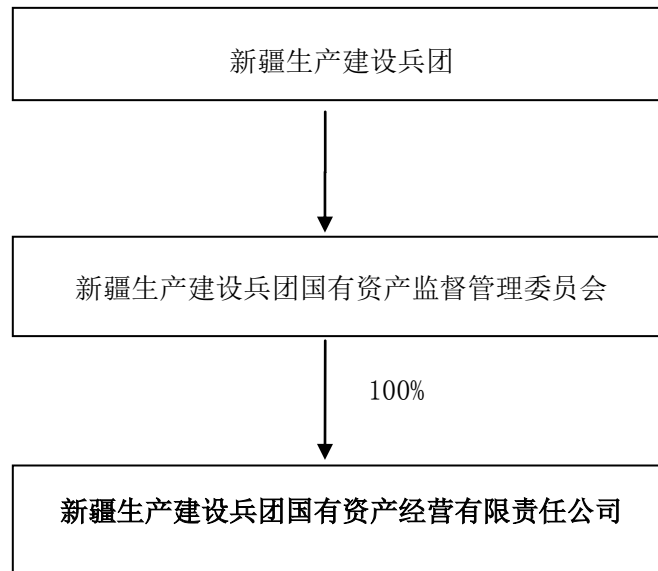 新疆生产建设兵团
新疆生产建设兵团国有资产监督管理委员会
100%
新疆生产建设兵团国有资产经营有限责任公司